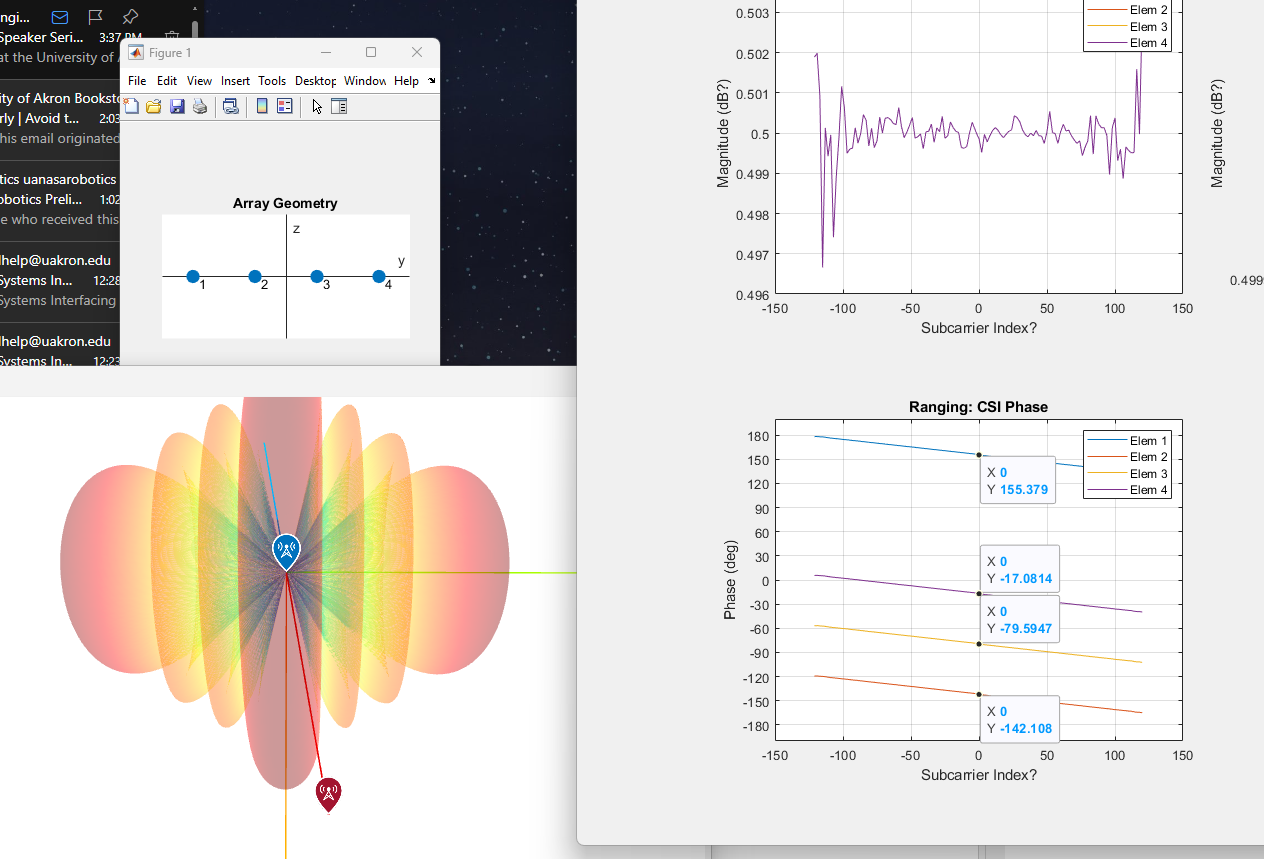 ngi...
Speaker Seri... 3:37 PM
at the University of A
ity of Akron Booksto
rly | Avoid t... 2:03
his email originated
tics uanasarobotics
obotics Preli... 1:02
e who received this
lhelp@uakron.edu
Systems In... 12:28
Systems Interfacing
lhelp@uakron.edu
Systems In... 12:23
Figure 1
File Edit View Insert Tools Desktop Window Help
Array Geometry
z
y
1 2 3 4
Elem 2
Elem 3
Elem 4
Magnitude (dB?)
0.503
0.502
0.501
0.5
0.499
0.498
0.497
0.496
-150 -100 -50 0 50 100 150
Subcarrier Index?
Magnitude (dB?)
0.499
Ranging: CSI Phase
Elem 1
Elem 2
Elem 3
Elem 4
Phase (deg)
180
150
120
90
60
30
0
-30
-60
-90
-120
-150
-180
X 0
Y 155.379
X 0
Y -17.0814
X 0
Y -79.5947
X 0
Y -142.108
-150 -100 -50 0 50 100 150
Subcarrier Index?